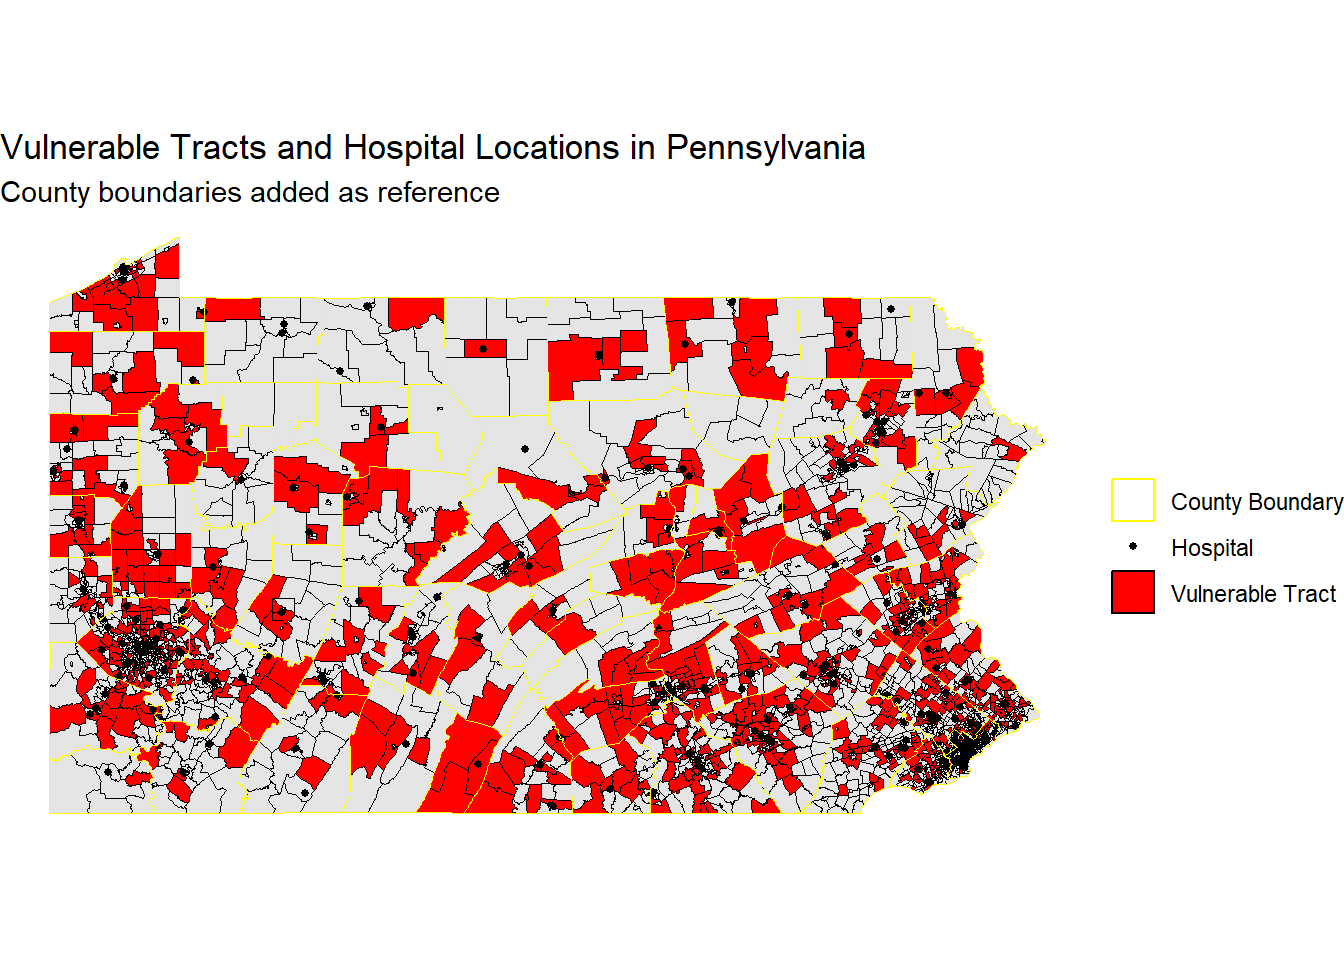 Vulnerable Tracts and Hospital Locations in Pennsylvania
County boundaries added as reference
County Boundary
Hospital
Vulnerable Tract